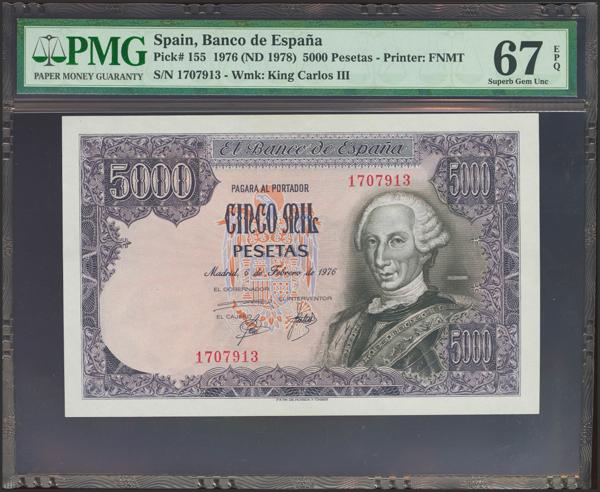 PMG
PAPER MONEY GUARANTY
Spain, Banco de España
Pick# 155 1976 (ND 1978) 5000 Pesetas - Printer: FNMT
S/N 1707913 - Wmk: King Carlos III
67 EPQ
Superb Gem Unc
El Banco de España
5000
5000
PAGARA AL PORTADOR
1707913
CINCO MIL
PESETAS
Madrid, 6 de Febrero de 1976
EL GOBERNADOR
EL INTERVENTOR
EL CAJERO
1707913
5000
5000